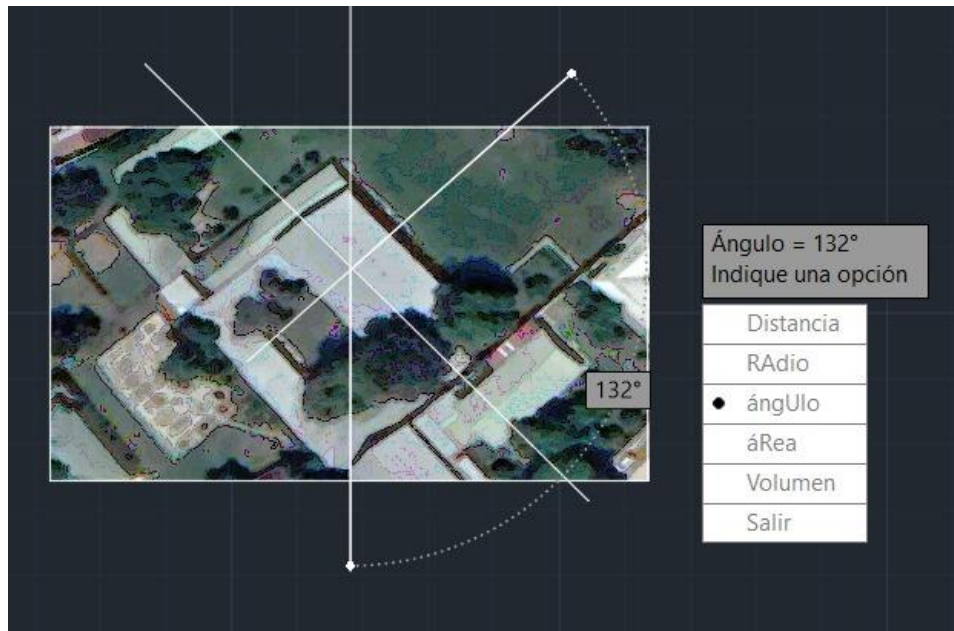 Ángulo = 132°
Indique una opción
Distancia
RAdio
ángUlo
132°
áRea
Volumen
Salir